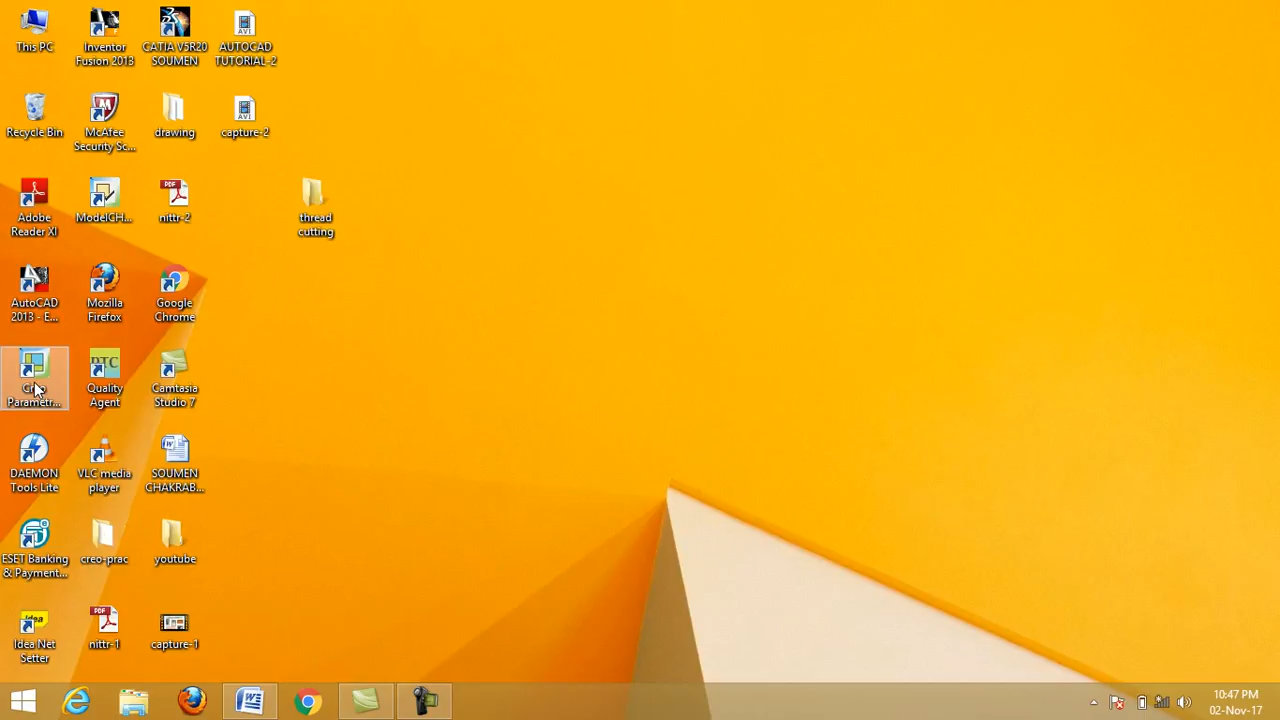 This PC
Inventor
Fusion 2013
CATIA V5R20
SOUMEN
AUTOCAD
TUTORIAL-2
Recycle Bin
McAfee
Security Sc...
drawing
capture-2
Adobe
Reader XI
ModelCH...
nittr-2
thread
cutting
AutoCAD
2013 - E...
Mozilla
Firefox
Google
Chrome
Creo
Parametr...
Quality
Agent
Camtasia
Studio 7
DAEMON
Tools Lite
VLC media
player
SOUMEN
CHAKRAB...
ESET Banking
& Payment...
creo-prac
youtube
Idea Net
Setter
nittr-1
capture-1
10:47 PM
02-Nov-17